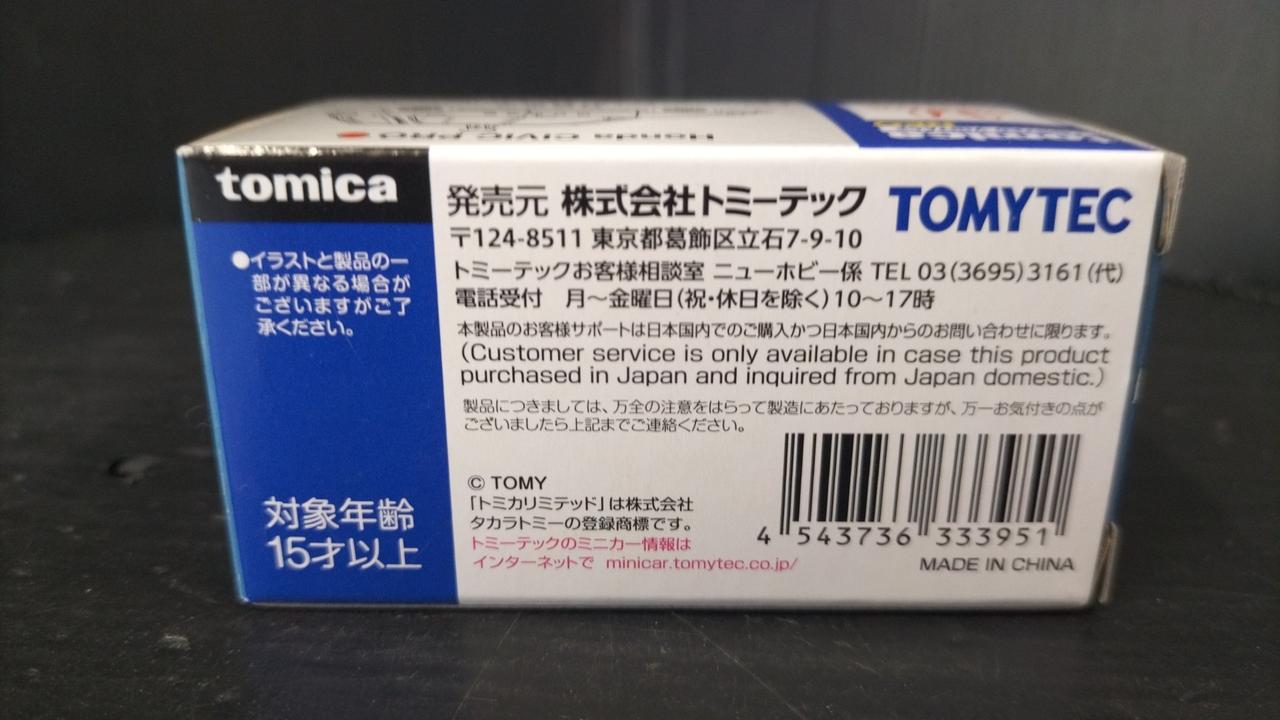 Honda CIVIC PRO
tomica
●イラストと製品の一
部が異なる場合が
ございますがご了
承ください。
対象年齢
15才以上
発売元 株式会社トミーテック TOMYTEC
〒124-8511 東京都葛飾区立石7-9-10
トミーテックお客様相談室 ニューホビー係 TEL 03(3695)3161(代)
電話受付 月～金曜日(祝・休日を除く)10～17時
本製品のお客様サポートは日本国内でのご購入かつ日本国内からのお問い合わせに限ります。
(Customer service is only available in case this product
purchased in Japan and inquired from Japan domestic.)
製品につきましては、万全の注意をはらって製造にあたっておりますが、万一お気付きの点が
ございましたら上記までご連絡ください。
© TOMY
「トミカリミテッド」は株式会社
タカラトミーの登録商標です。
トミーテックのミニカー情報は
インターネットで minicar.tomytec.co.jp/
4 543736 333951
MADE IN CHINA